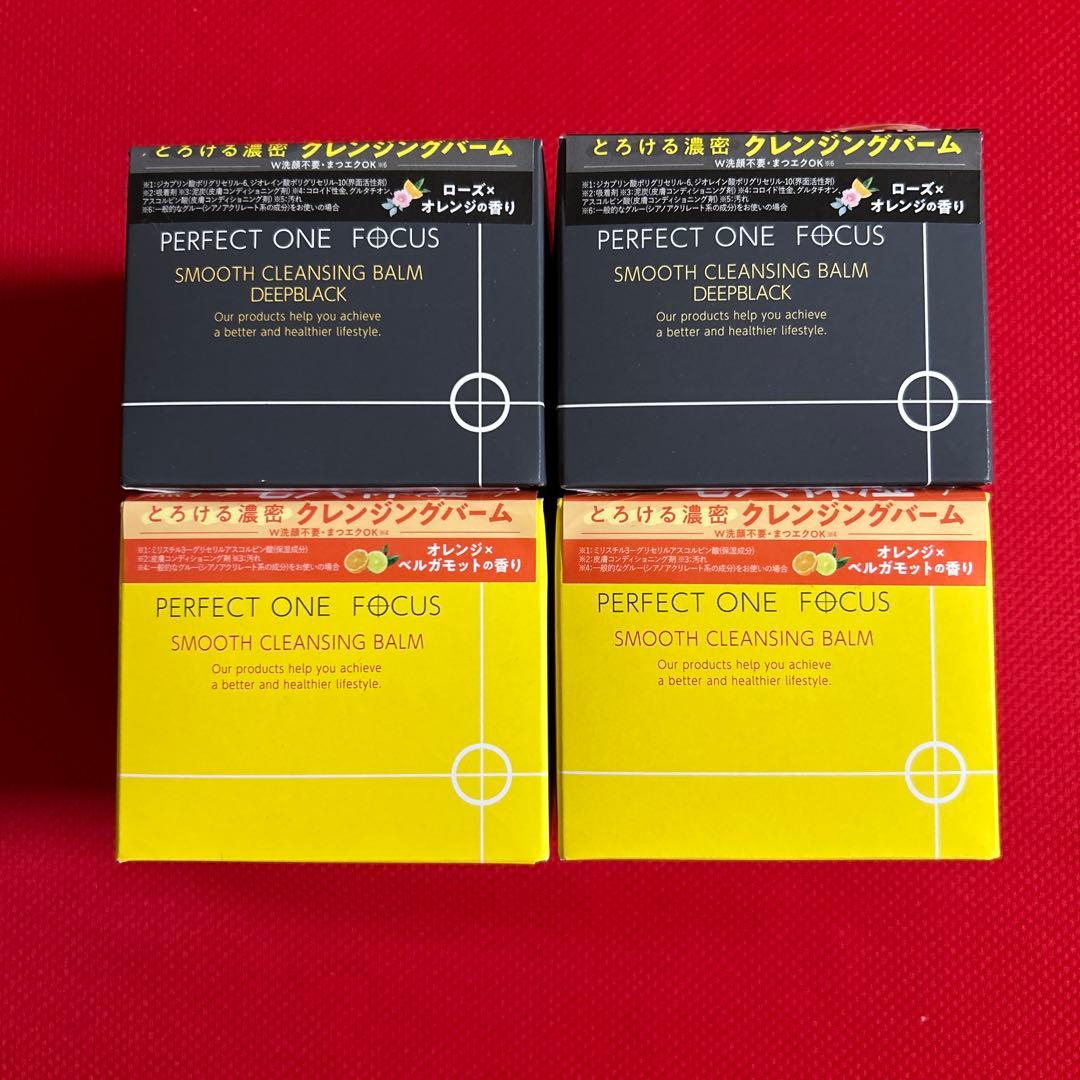 とろける濃密 クレンジングバーム
W洗顔不要・まつエクOK※6
※1:ジカプリン酸ポリグリセリル-6、ジオレイン酸ポリグリセリル-10(界面活性剤)
※2:吸着剤 ※3:泥炭(皮膚コンディショニング剤) ※4:コロイド性金、グルタチオン、
アスコルビン酸(皮膚コンディショニング剤) ※5:汚れ
※6:一般的なグルー(シアノアクリレート系の成分)をお使いの場合
ローズ×
オレンジの香り
PERFECT ONE FOCUS
SMOOTH CLEANSING BALM
DEEPBLACK
Our products help you achieve
a better and healthier lifestyle.
とろける濃密 クレンジングバーム
W洗顔不要・まつエクOK※6
※1:ジカプリン酸ポリグリセリル-6、ジオレイン酸ポリグリセリル-10(界面活性剤)
※2:吸着剤 ※3:泥炭(皮膚コンディショニング剤) ※4:コロイド性金、グルタチオン、
アスコルビン酸(皮膚コンディショニング剤) ※5:汚れ
※6:一般的なグルー(シアノアクリレート系の成分)をお使いの場合
ローズ×
オレンジの香り
PERFECT ONE FOCUS
SMOOTH CLEANSING BALM
DEEPBLACK
Our products help you achieve
a better and healthier lifestyle.
とろける濃密 クレンジングバーム
W洗顔不要・まつエクOK※4
※1:ミリスチル3-グリセリルアスコルビン酸(保湿成分)
※2:皮膚コンディショニング剤 ※3:汚れ
※4:一般的なグルー(シアノアクリレート系の成分)をお使いの場合
オレンジ×
ベルガモットの香り
PERFECT ONE FOCUS
SMOOTH CLEANSING BALM
Our products help you achieve
a better and healthier lifestyle.
とろける濃密 クレンジングバーム
W洗顔不要・まつエクOK※4
※1:ミリスチル3-グリセリルアスコルビン酸(保湿成分)
※2:皮膚コンディショニング剤 ※3:汚れ
※4:一般的なグルー(シアノアクリレート系の成分)をお使いの場合
オレンジ×
ベルガモットの香り
PERFECT ONE FOCUS
SMOOTH CLEANSING BALM
Our products help you achieve
a better and healthier lifestyle.